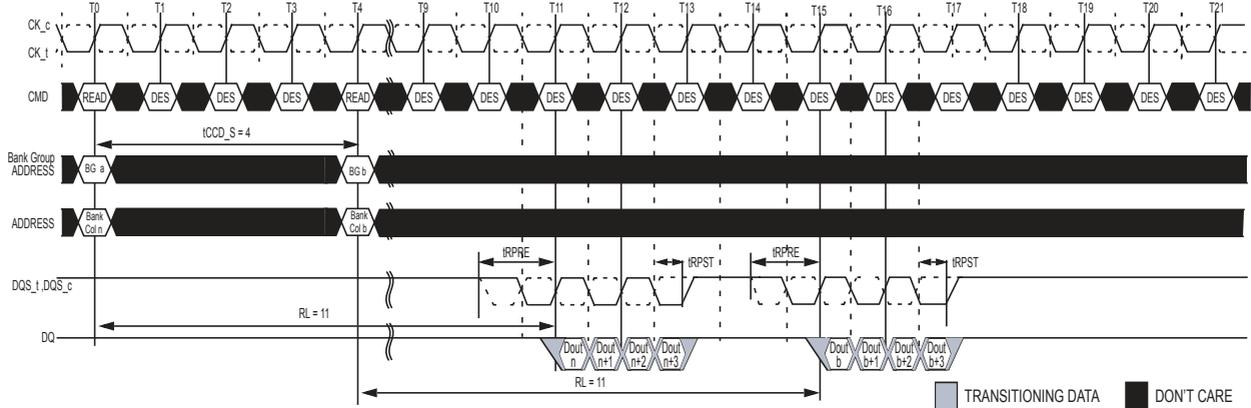 T0 T1 T2 T3 T4 T9 T10 T11 T12 T13 T14 T15 T16 T17 T18 T19 T20 T21
CK_c
CK_t
CMD READ DES DES DES READ DES DES DES DES DES DES DES DES DES DES DES DES DES
tCCD_S = 4
Bank Group
ADDRESS
BG a
BG b
ADDRESS
Bank
Col n
Bank
Col b
tRPRE
tRPST
tRPRE
tRPST
DQS_t ,DQS_c
RL = 11
DQ
Dout
n
Dout
n+1
Dout
n+2
Dout
n+3
Dout
b
Dout
b+1
Dout
b+2
Dout
b+3
RL = 11
TRANSITIONING DATA
DON'T CARE